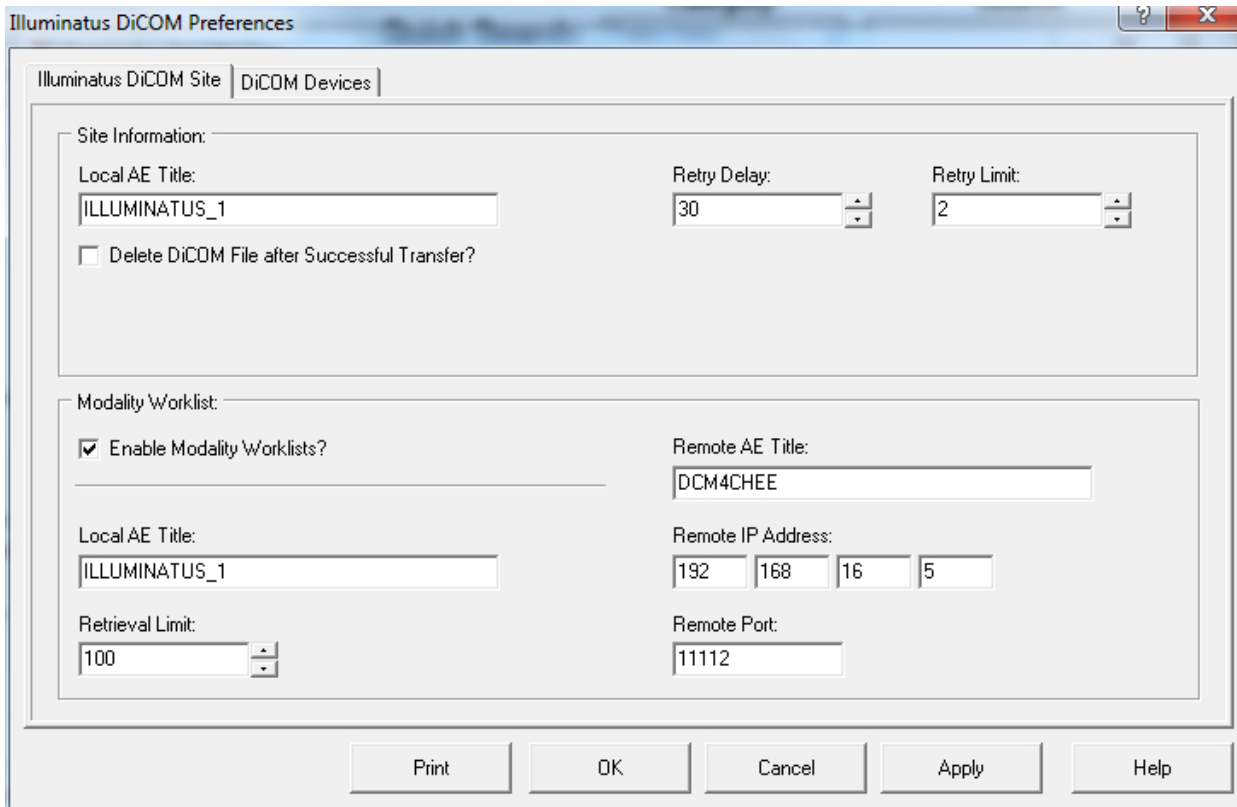 Illuminatus DiCOM Preferences
Illuminatus DiCOM Site
DiCOM Devices
Site Information:
Local AE Title:
Retry Delay:
Retry Limit:
ILLUMINATUS_1
30
2
Delete DiCOM File after Successful Transfer?
Modality Worklist:
Enable Modality Worklists?
Remote AE Title:
DCM4CHEE
Local AE Title:
Remote IP Address:
ILLUMINATUS_1
192 168 16 5
Retrieval Limit:
Remote Port:
100
11112
Print
OK
Cancel
Apply
Help